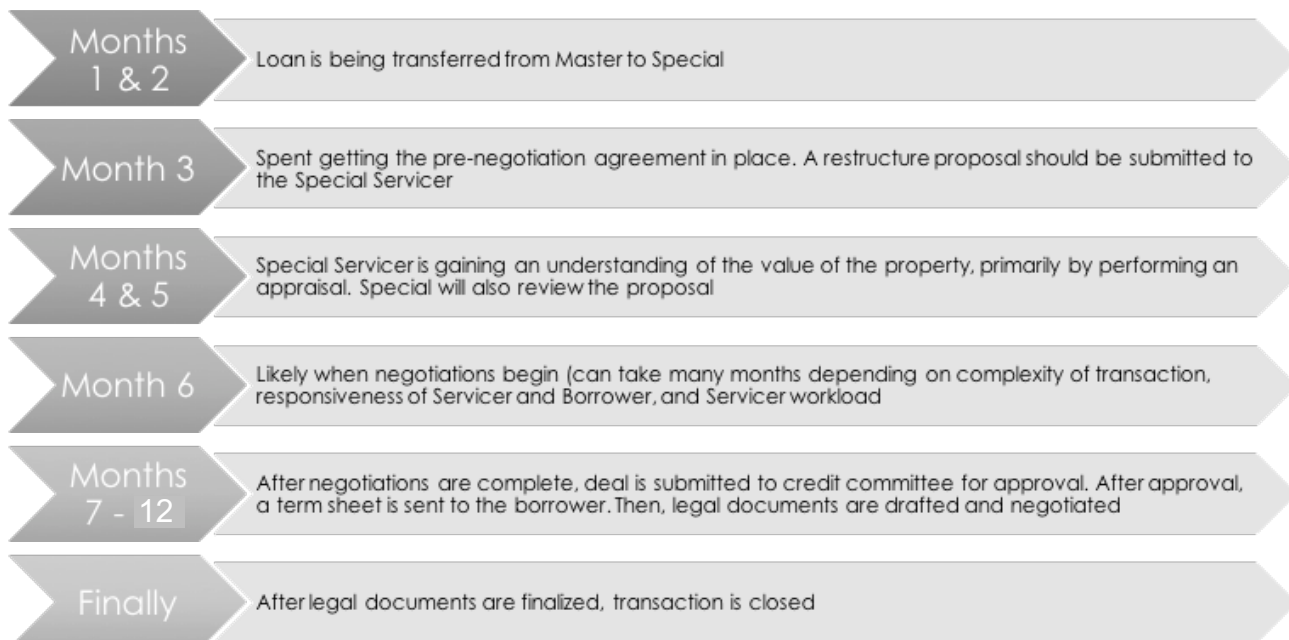 Months
1 & 2
Loan is being transferred from Master to Special
Month 3
Spent getting the pre-negotiation agreement in place. A restructure proposal should be submitted to
the Special Servicer
Months
4 & 5
Special Servicer is gaining an understanding of the value of the property, primarily by performing an
appraisal. Special will also review the proposal
Month 6
Likely when negotiations begin (can take many months depending on complexity of transaction,
responsiveness of Servicer and Borrower, and Servicer workload
Months
7 - 12
After negotiations are complete, deal is submitted to credit committee for approval. After approval,
a term sheet is sent to the borrower. Then, legal documents are drafted and negotiated
Finally
After legal documents are finalized, transaction is closed